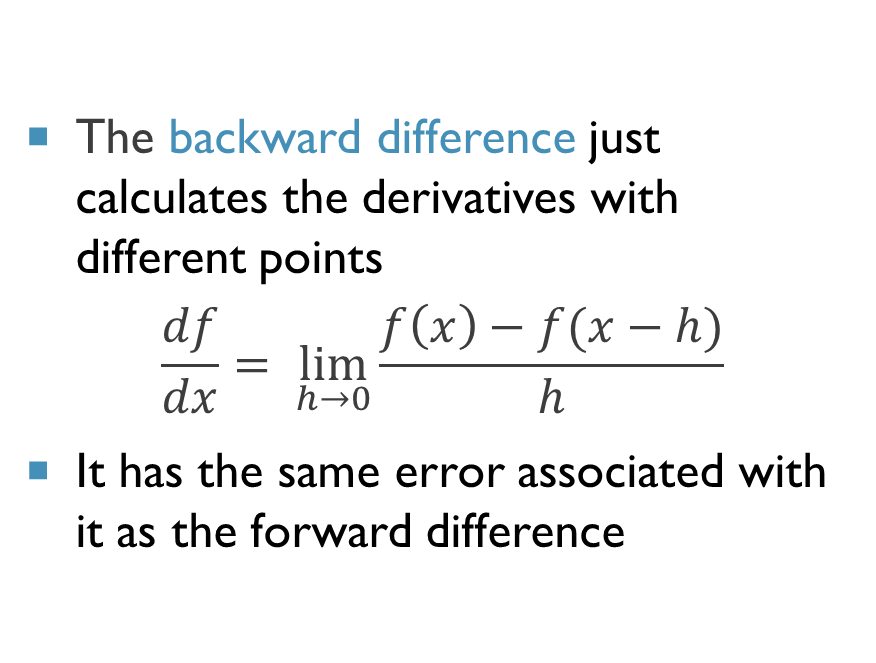 The backward difference just
calculates the derivatives with
different points
df/dx = lim h→0 f(x) − f(x − h)/h
It has the same error associated with
it as the forward difference